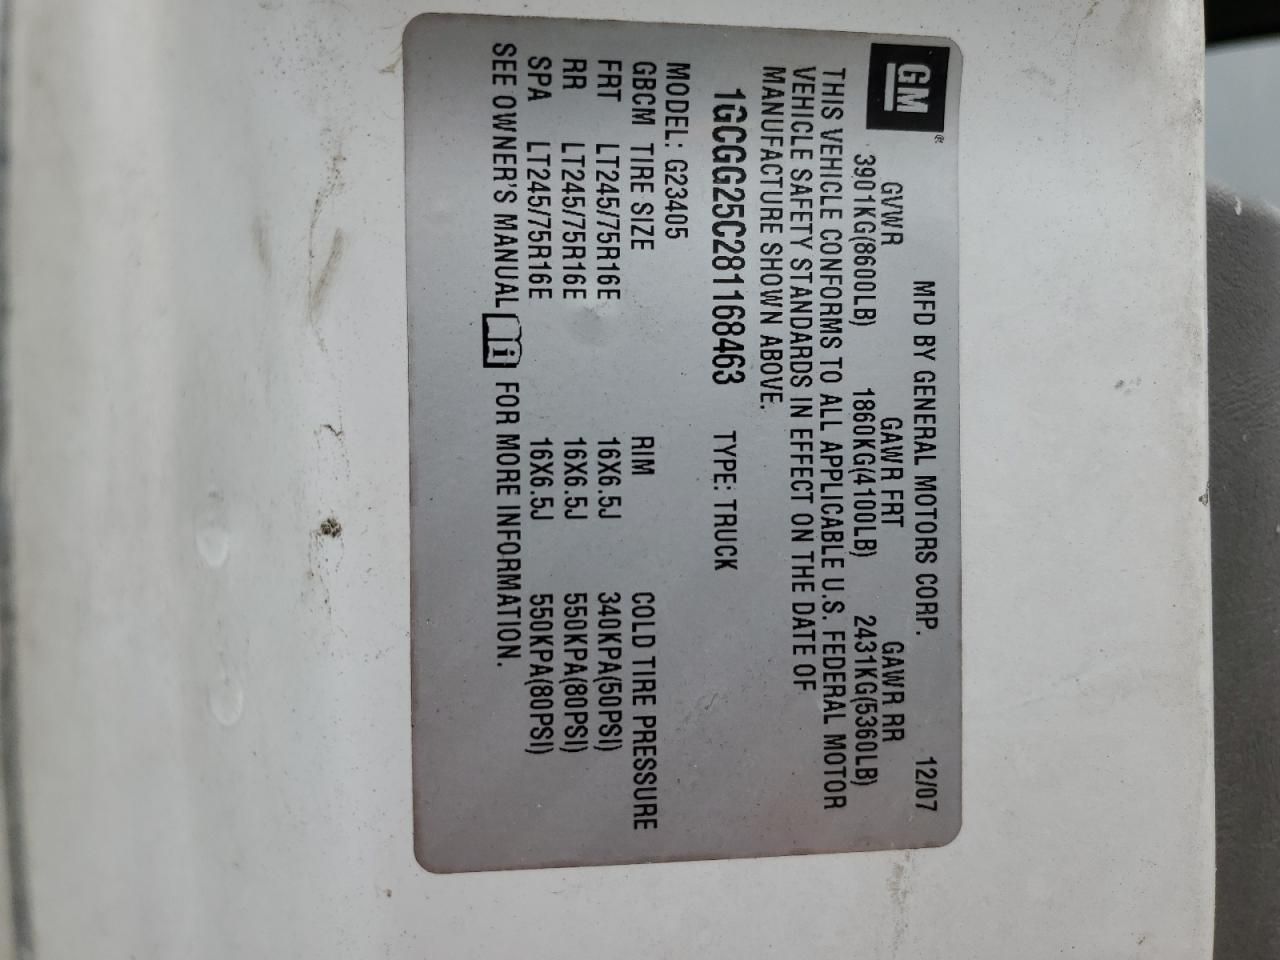 GM
MFD BY GENERAL MOTORS CORP. 12/07
GVWR GAWR FRT GAWR RR
3901KG(8600LB) 1860KG(4100LB) 2431KG(5360LB)
THIS VEHICLE CONFORMS TO ALL APPLICABLE U.S. FEDERAL MOTOR
VEHICLE SAFETY STANDARDS IN EFFECT ON THE DATE OF
MANUFACTURE SHOWN ABOVE.
1GCGG25C281168463 TYPE: TRUCK
MODEL: G23405
GBCM TIRE SIZE RIM COLD TIRE PRESSURE
FRT LT245/75R16E 16X6.5J 340KPA(50PSI)
RR LT245/75R16E 16X6.5J 550KPA(80PSI)
SPA LT245/75R16E 16X6.5J 550KPA(80PSI)
SEE OWNER'S MANUAL i FOR MORE INFORMATION.